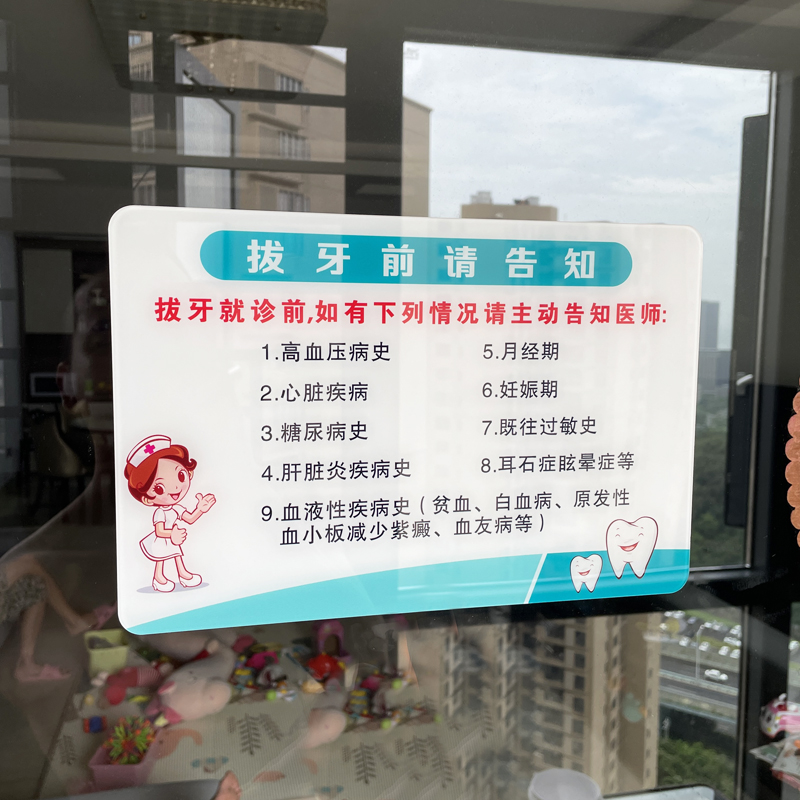 拔牙前请告知
拔牙就诊前,如有下列情况请主动告知医师:
1.高血压病史
2.心脏疾病
3.糖尿病史
4.肝脏炎疾病史
5.月经期
6.妊娠期
7.既往过敏史
8.耳石症眩晕症等
9.血液性疾病史（贫血、白血病、原发性
血小板减少紫癜、血友病等）